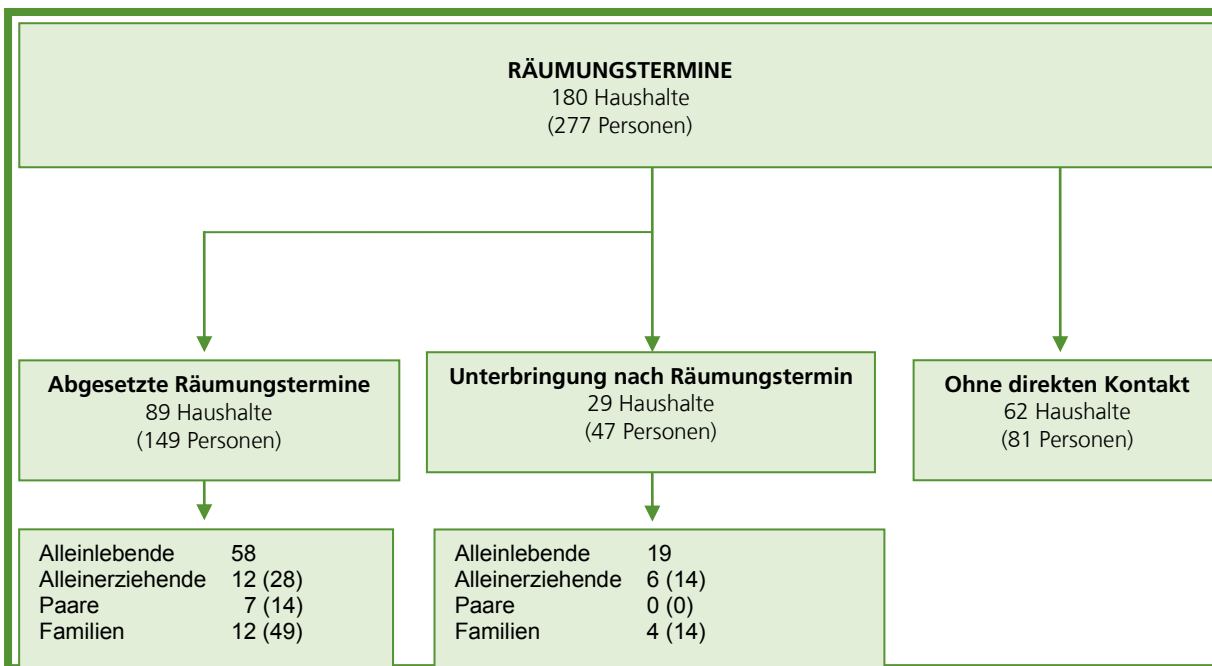 RÄUMUNGSTERMINE
180 Haushalte
(277 Personen)
Abgesetzte Räumungstermine
89 Haushalte
(149 Personen)
Unterbringung nach Räumungstermin
29 Haushalte
(47 Personen)
Ohne direkten Kontakt
62 Haushalte
(81 Personen)
Alleinlebende 58
Alleinerziehende 12 (28)
Paare 7 (14)
Familien 12 (49)
Alleinlebende 19
Alleinerziehende 6 (14)
Paare 0 (0)
Familien 4 (14)